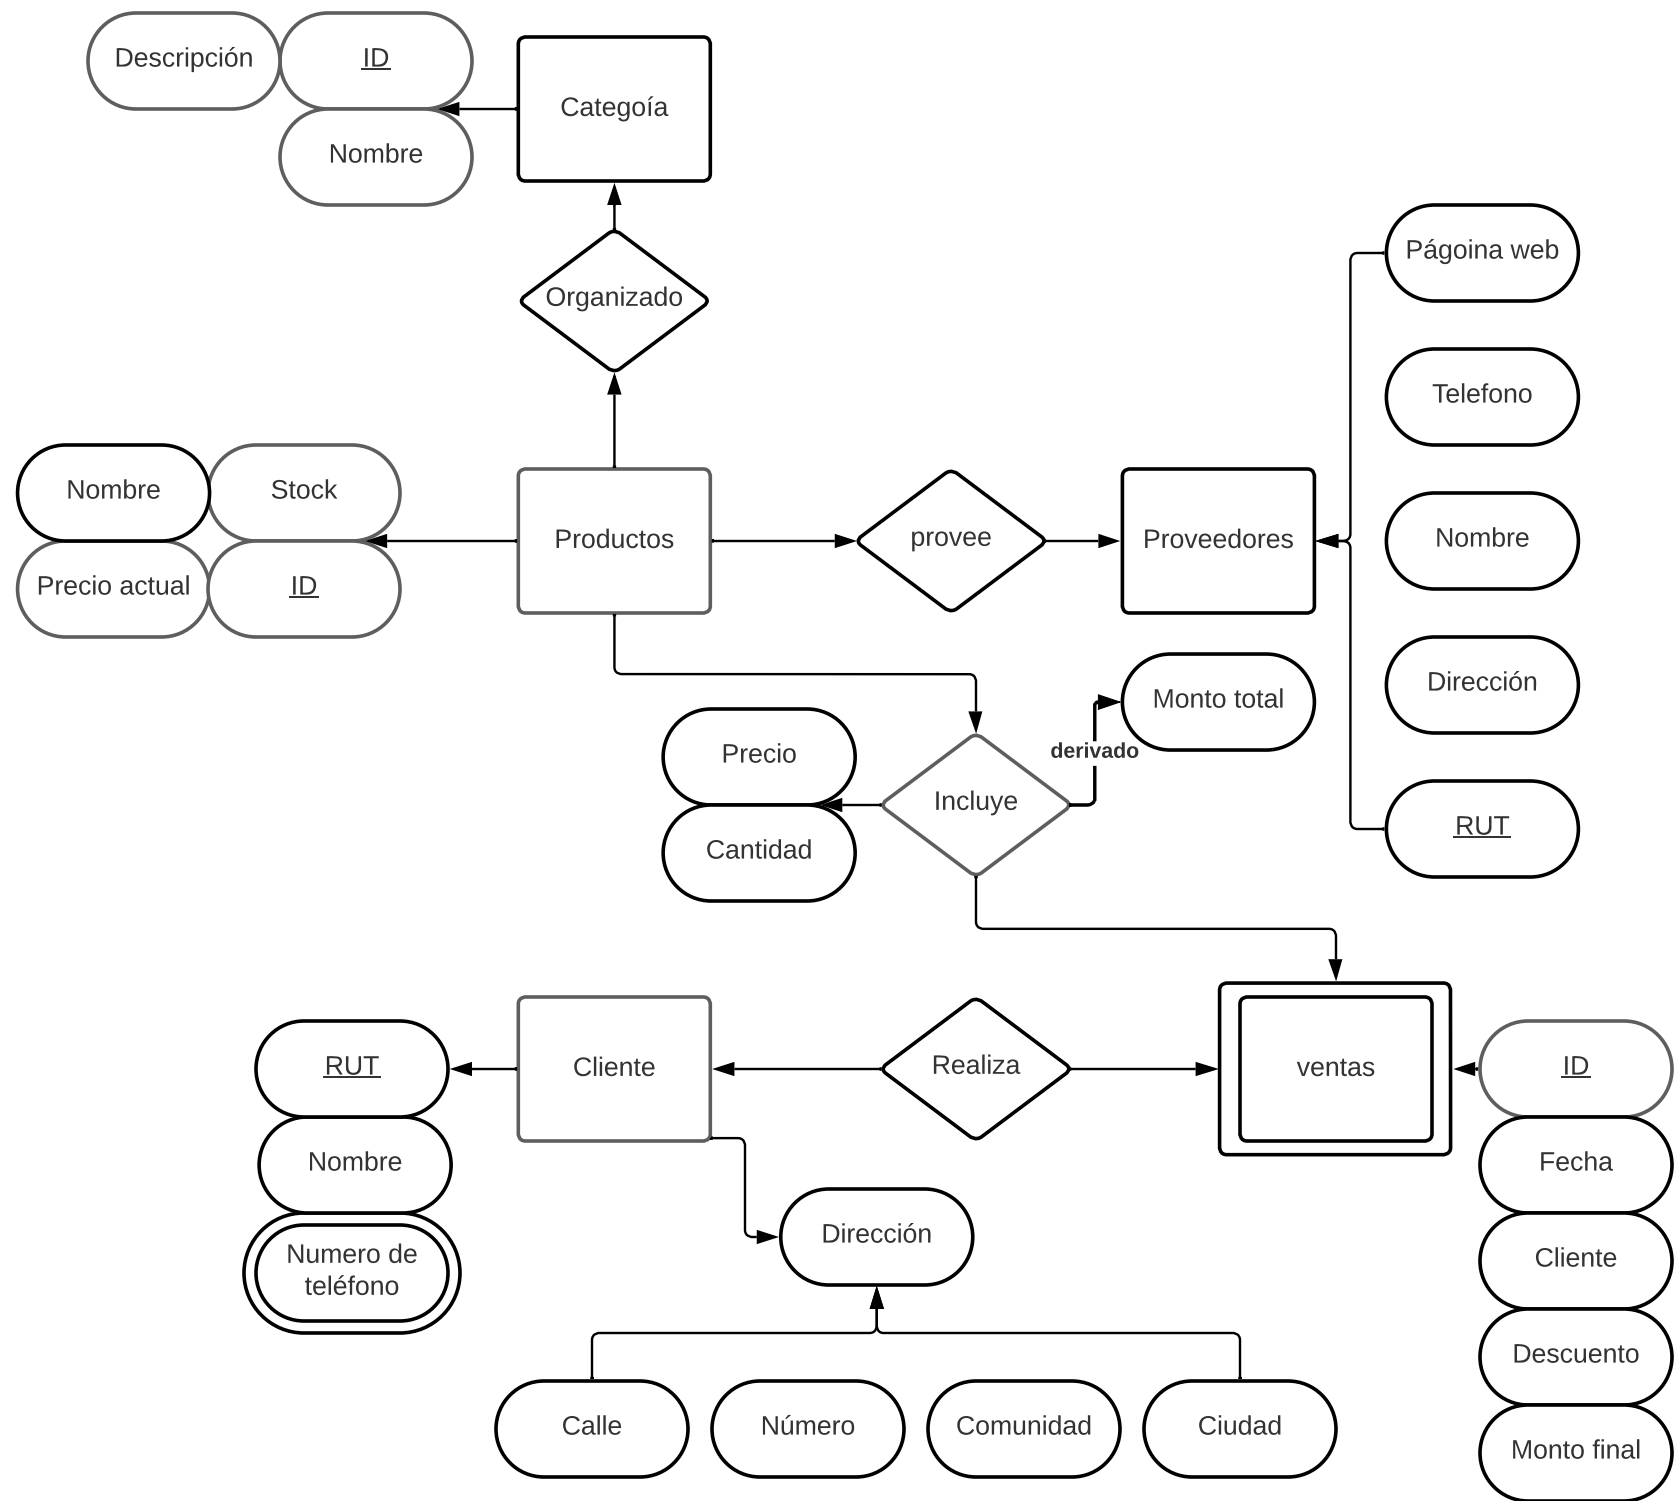 Descripción
ID
Categoía
Nombre
Organizado
Págoina web
Telefono
Nombre
Stock
Productos
provee
Proveedores
Nombre
Precio actual
ID
Dirección
Monto total
derivado
Precio
Incluye
Cantidad
RUT
RUT
Cliente
Realiza
ventas
ID
Nombre
Fecha
Numero de
teléfono
Dirección
Cliente
Descuento
Calle
Número
Comunidad
Ciudad
Monto final